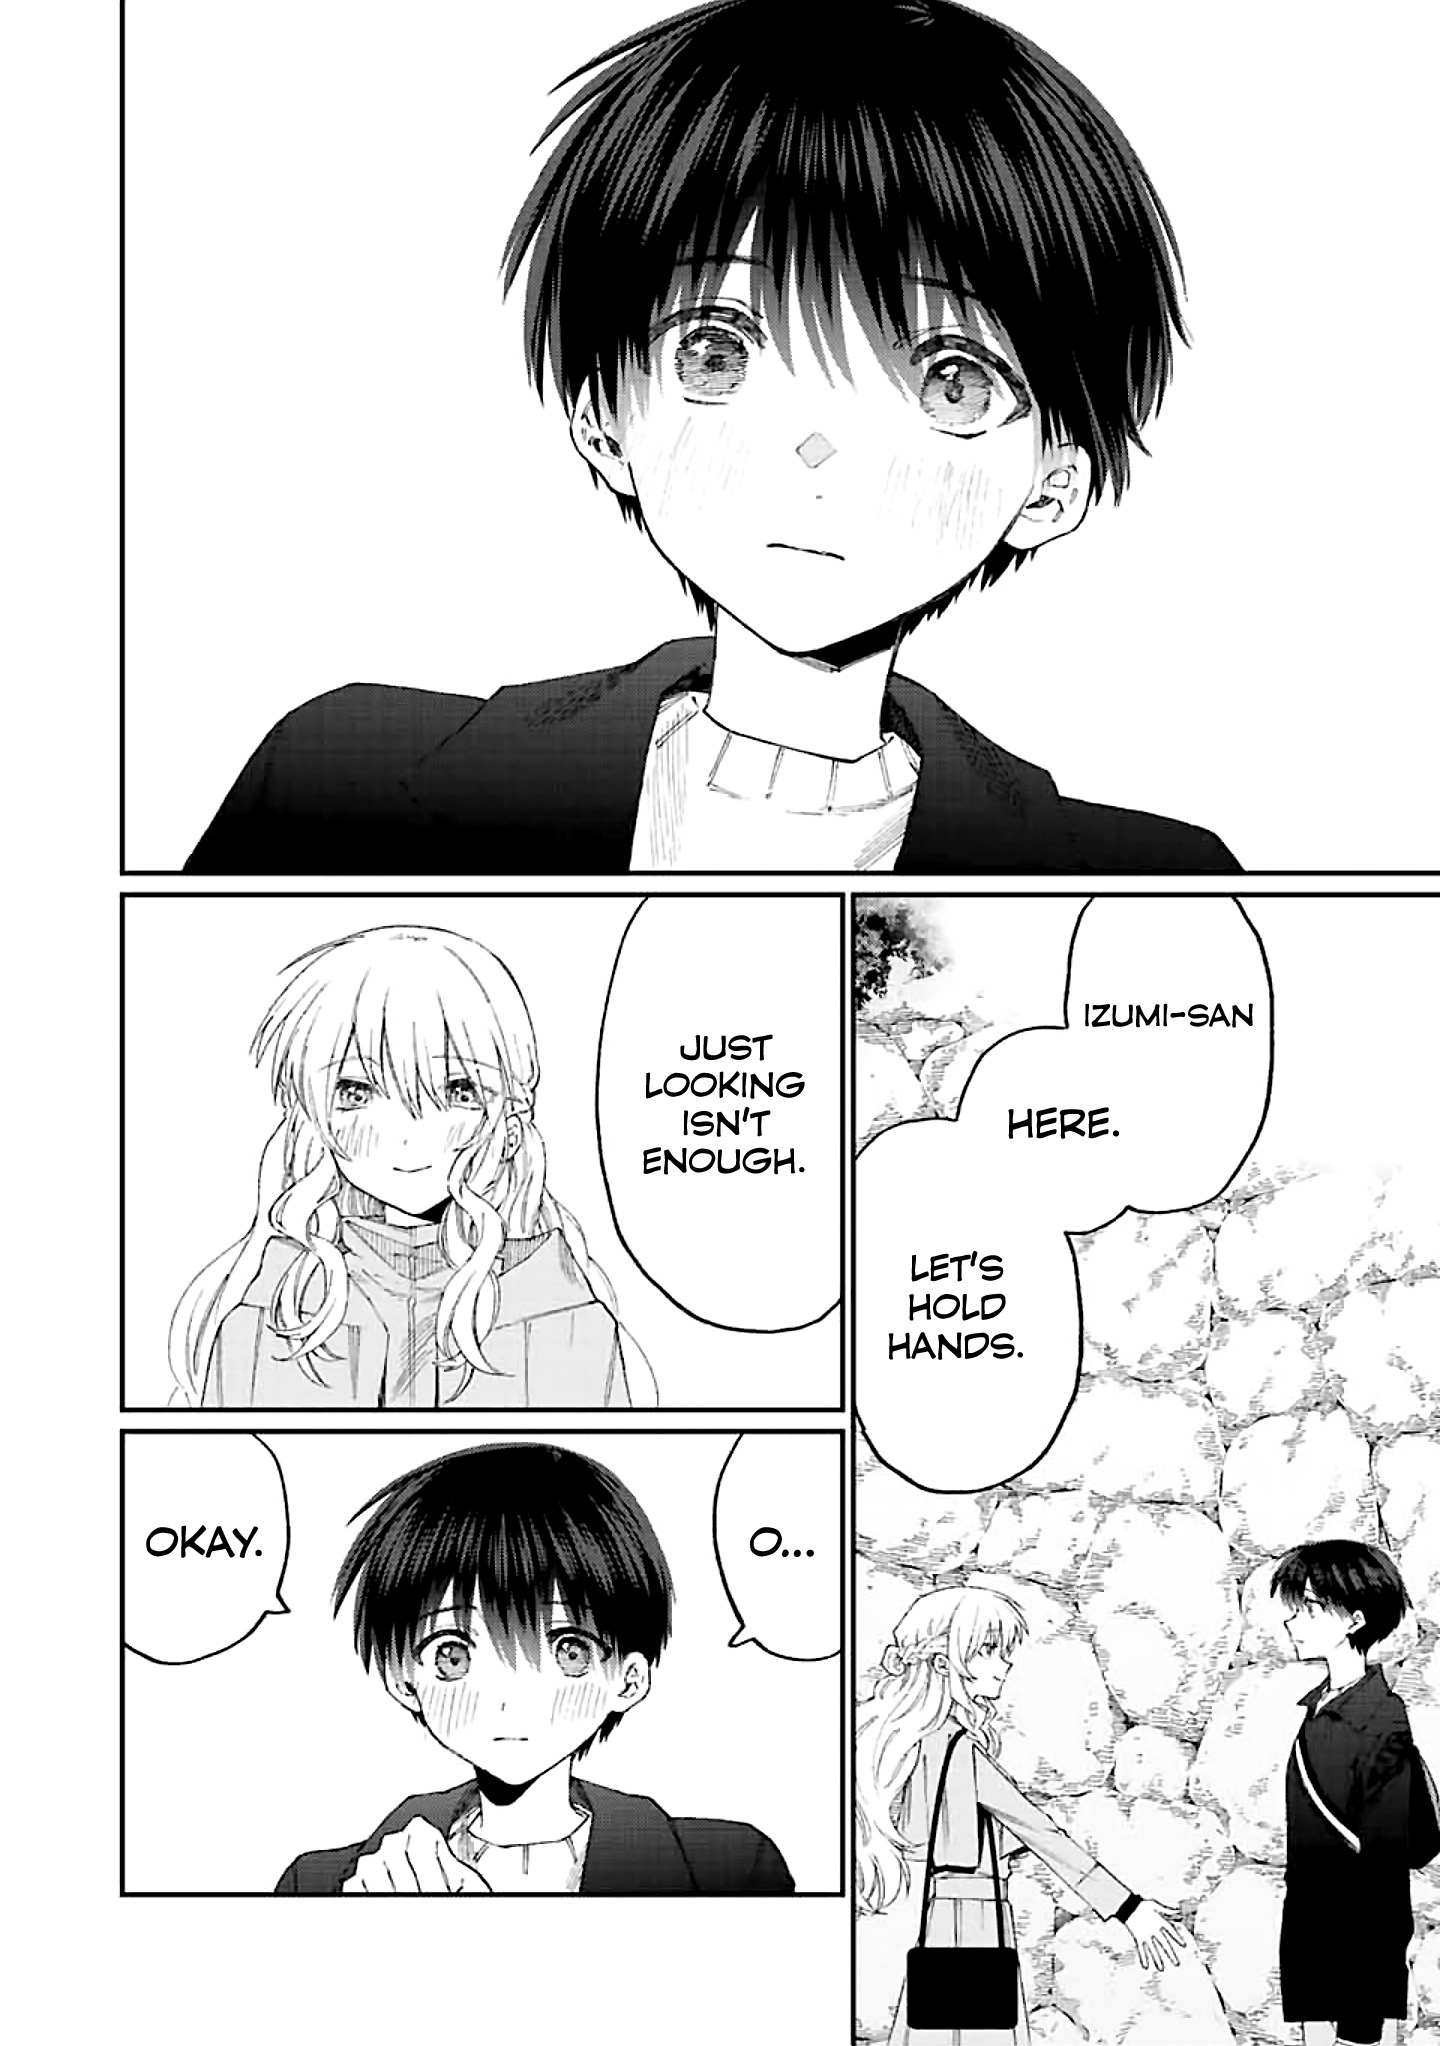 IZUMI-SAN
HERE.
LET'S
HOLD
HANDS.
JUST
LOOKING
ISN'T
ENOUGH.
O...
OKAY.